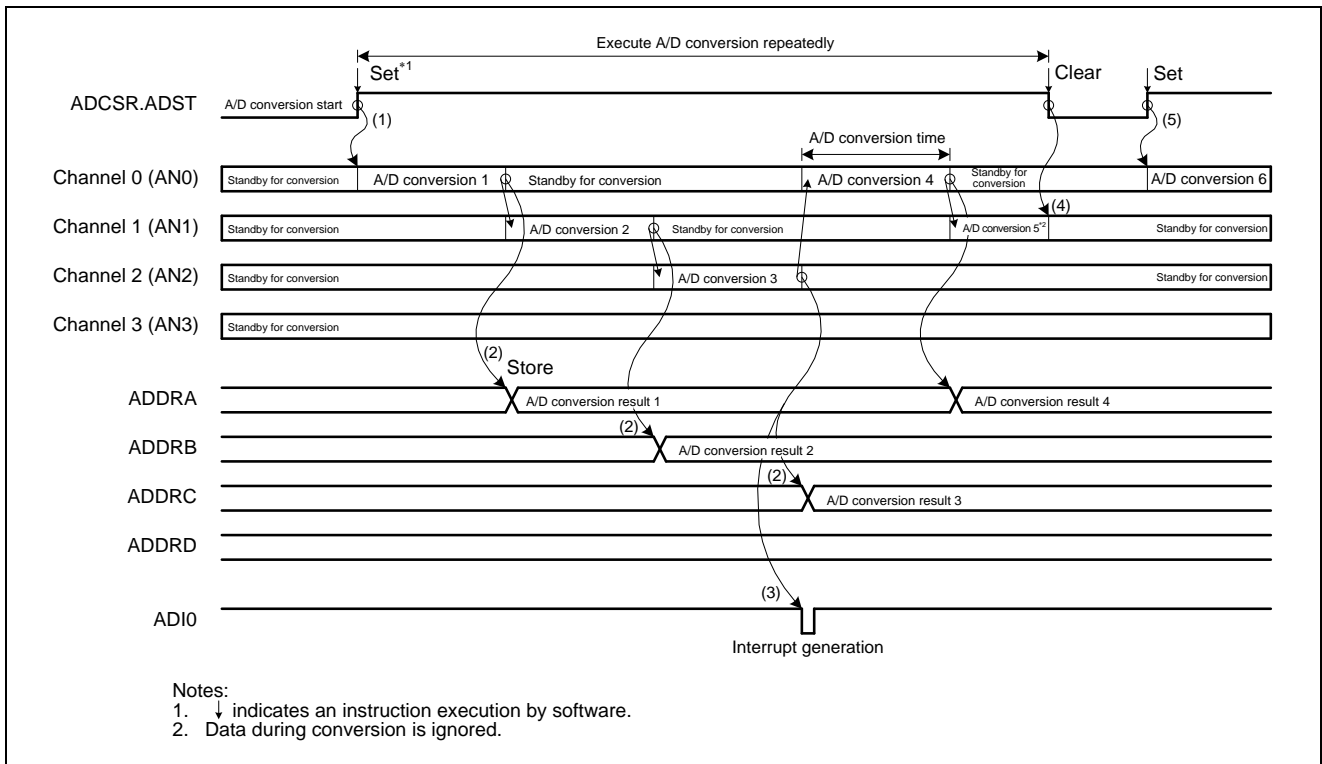 Execute A/D conversion repeatedly
Set*1
Clear
Set
ADCSR.ADST
A/D conversion start
(1)
(5)
A/D conversion time
Channel 0 (AN0)
Standby for conversion
A/D conversion 1
Standby for conversion
A/D conversion 4
Standby for
conversion
A/D conversion 6
(4)
Channel 1 (AN1)
Standby for conversion
A/D conversion 2
Standby for conversion
A/D conversion 5*2
Standby for conversion
Channel 2 (AN2)
Standby for conversion
A/D conversion 3
Standby for conversion
Channel 3 (AN3)
Standby for conversion
(2)
Store
ADDRA
A/D conversion result 1
A/D conversion result 4
(2)
ADDRB
A/D conversion result 2
(2)
ADDRC
A/D conversion result 3
ADDRD
(3)
ADI0
Interrupt generation
Notes:
1. ↓ indicates an instruction execution by software.
2. Data during conversion is ignored.